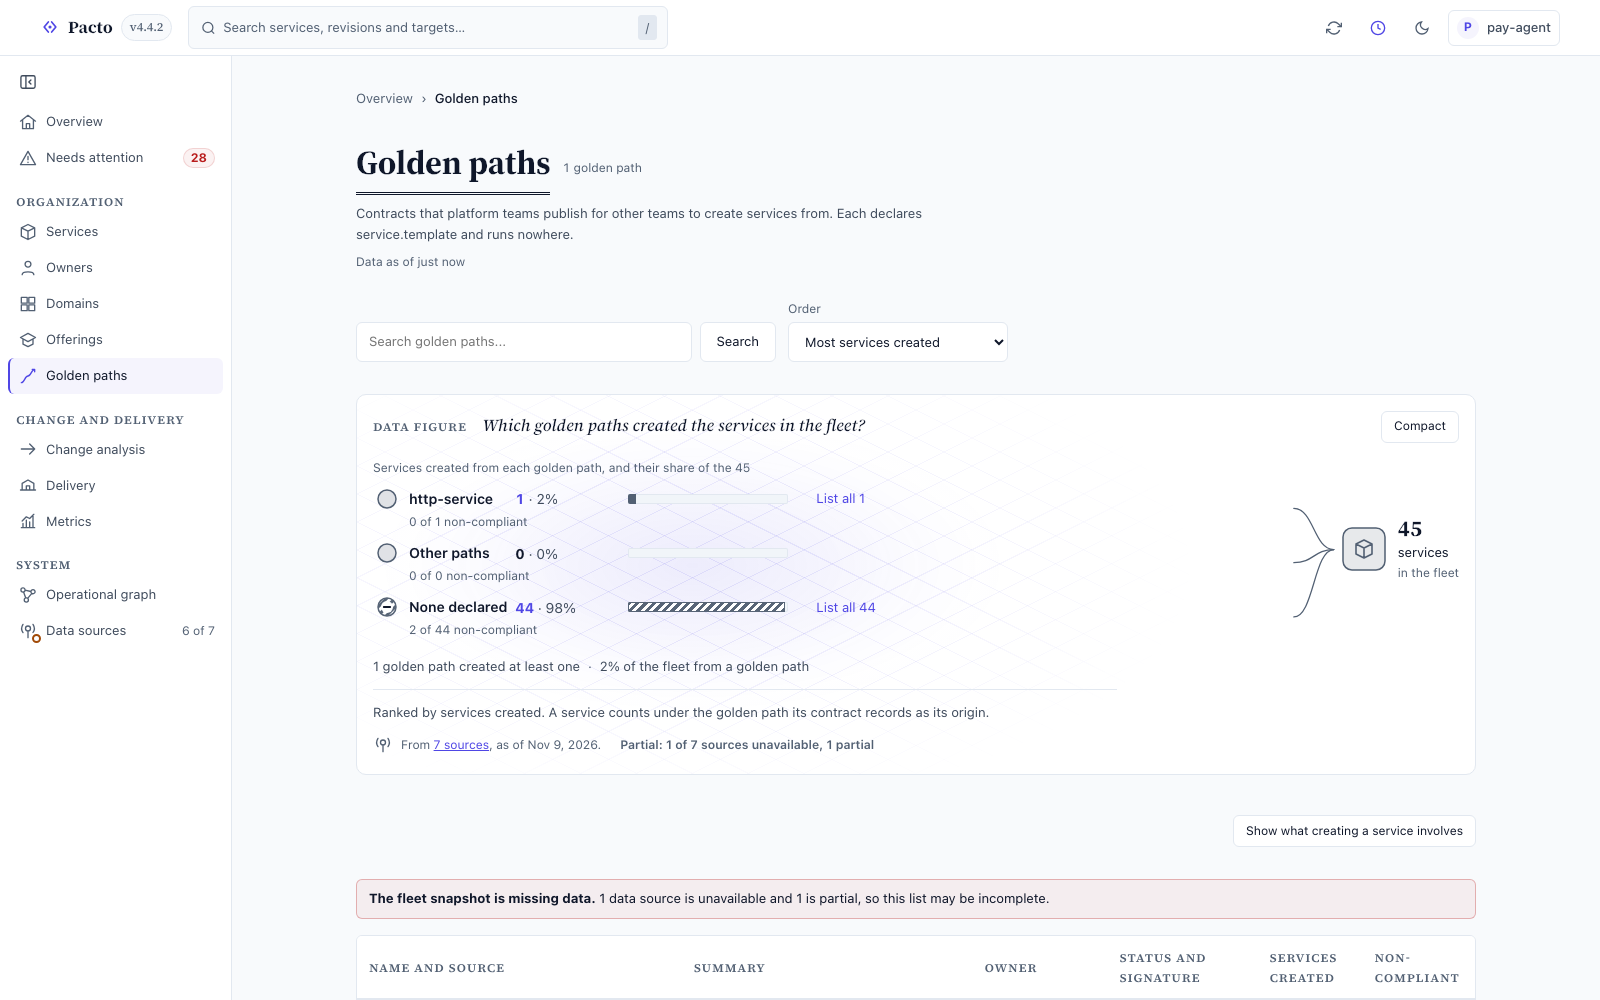 Pacto
v4.4.2
Search services, revisions and targets...
/
P
pay-agent
Overview
Needs attention
28
ORGANIZATION
Services
Owners
Domains
Offerings
Golden paths
CHANGE AND DELIVERY
Change analysis
Delivery
Metrics
SYSTEM
Operational graph
Data sources
6 of 7
Overview › Golden paths
Golden paths
1 golden path
Contracts that platform teams publish for other teams to create services from. Each declares
service.template and runs nowhere.
Data as of just now
Order
Search golden paths...
Search
Most services created
DATA FIGURE
Which golden paths created the services in the fleet?
Compact
Services created from each golden path, and their share of the 45
http-service 1 · 2% List all 1
0 of 1 non-compliant
Other paths 0 · 0%
0 of 0 non-compliant
None declared 44 · 98% List all 44
2 of 44 non-compliant
45
services
in the fleet
1 golden path created at least one · 2% of the fleet from a golden path
Ranked by services created. A service counts under the golden path its contract records as its origin.
From 7 sources, as of Nov 9, 2026. Partial: 1 of 7 sources unavailable, 1 partial
Show what creating a service involves
The fleet snapshot is missing data. 1 data source is unavailable and 1 is partial, so this list may be incomplete.
NAME AND SOURCE
SUMMARY
OWNER
STATUS AND
SIGNATURE
SERVICES
CREATED
NON-
COMPLIANT